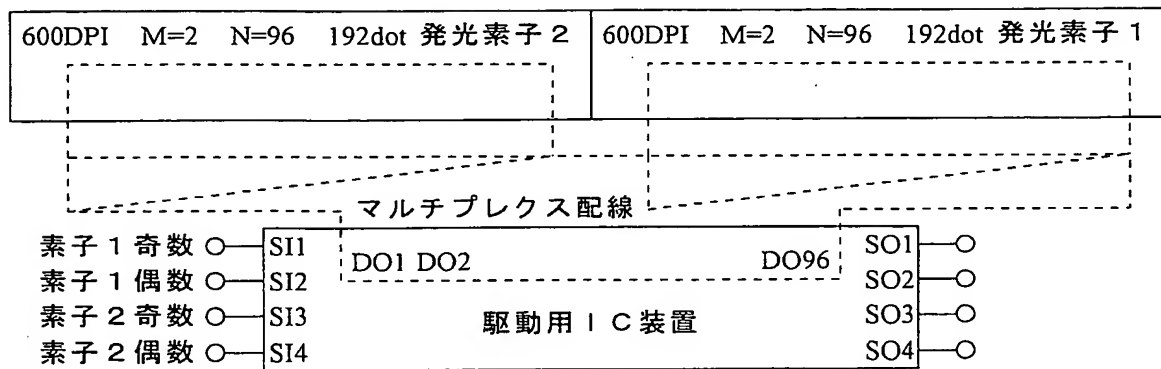 600DPI M=2 N=96 192dot 発光素子2
600DPI M=2 N=96 192dot 発光素子1
マルチプレクス配線
素子1奇数 SI1
素子1偶数 SI2
素子2奇数 SI3
素子2偶数 SI4
DO1 DO2 DO96
駆動用IC装置
SO1
SO2
SO3
SO4